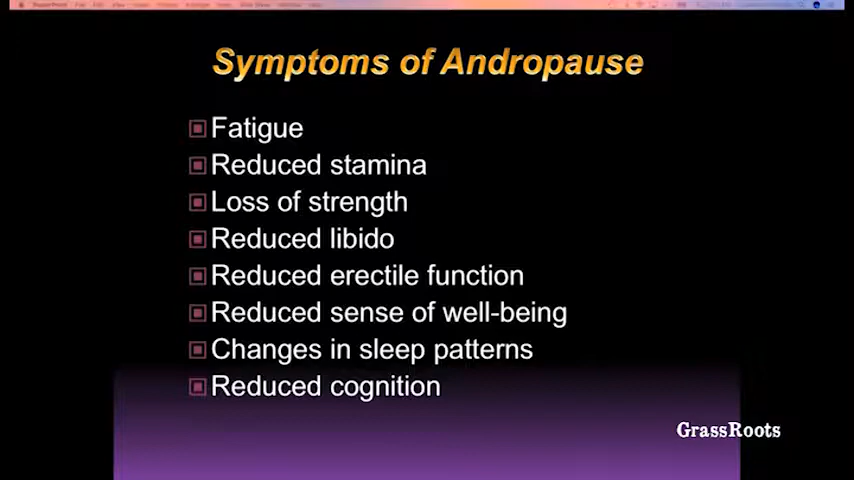 Symptoms of Andropause
Fatigue
Reduced stamina
Loss of strength
Reduced libido
Reduced erectile function
Reduced sense of well-being
Changes in sleep patterns
Reduced cognition
GrassRoots